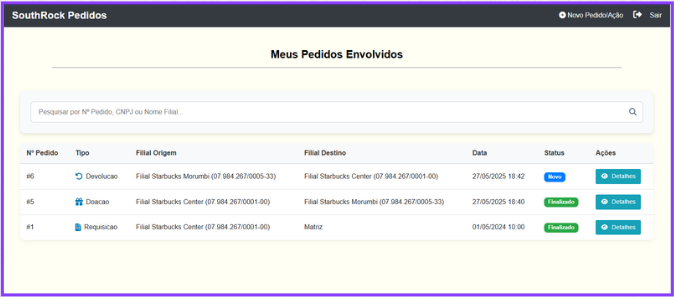 SouthRock Pedidos
Novo Pedido/Ação Sair
Meus Pedidos Envolvidos
Pesquisar por Nº Pedido, CNPJ ou Nome Filial...
Nº Pedido Tipo Filial Origem Filial Destino Data Status Ações
#6 Devolucao Filial Starbucks Morumbi (07.984.267/0005-33) Filial Starbucks Center (07.984.267/0001-00) 27/05/2025 18:42 Novo Detalhes
#5 Doacao Filial Starbucks Center (07.984.267/0001-00) Filial Starbucks Morumbi (07.984.267/0005-33) 27/05/2025 18:40 Finalizado Detalhes
#1 Requisicao Filial Starbucks Center (07.984.267/0001-00) Matriz 01/05/2024 10:00 Finalizado Detalhes